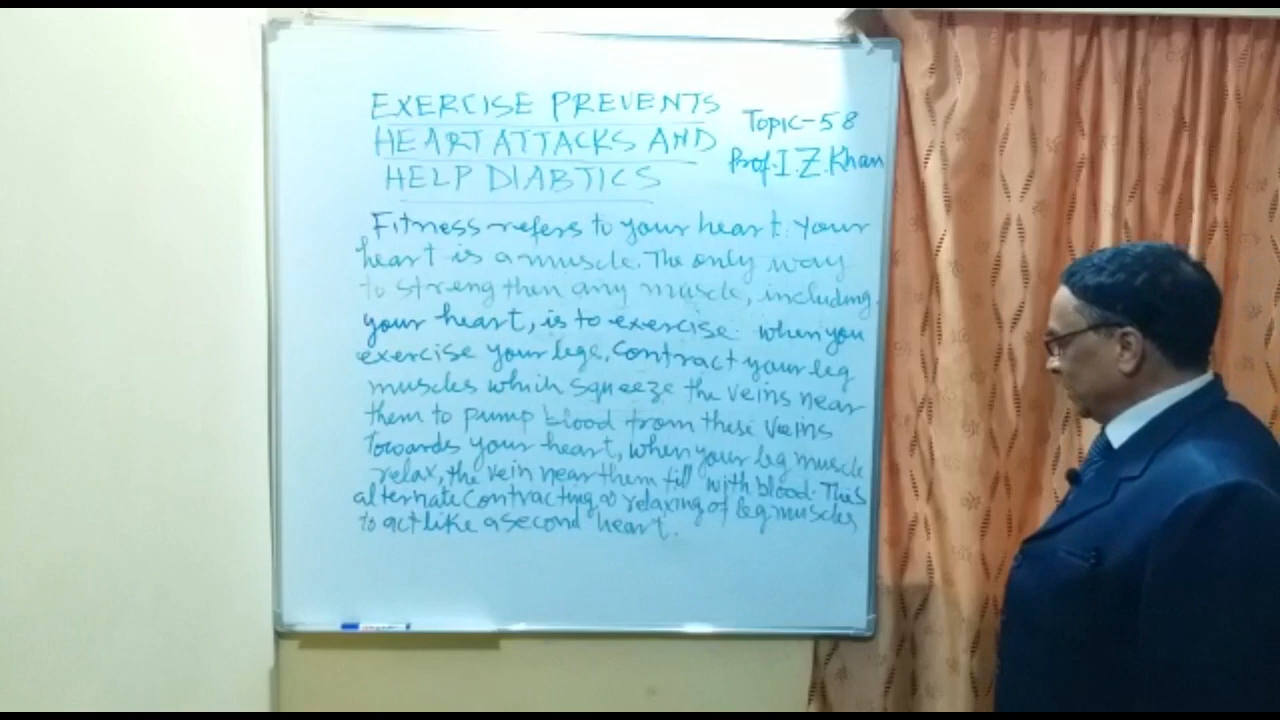 EXERCISE PREVENTS
HEART ATTACKS AND
HELP DIABTICS
Topic-58
Prof. I. Z. Khan
Fitness refers to your heart. Your
heart is a muscle. The only way
to strengthen any muscle, including
your heart, is to exercise. when you
exercise your legs, contract your leg
muscles which squeeze the veins near
them to pump blood from these veins
towards your heart, when your leg muscle
relax, the vein near them fill with blood. This
alternate contracting & relaxing of leg muscles
to act like a second heart.